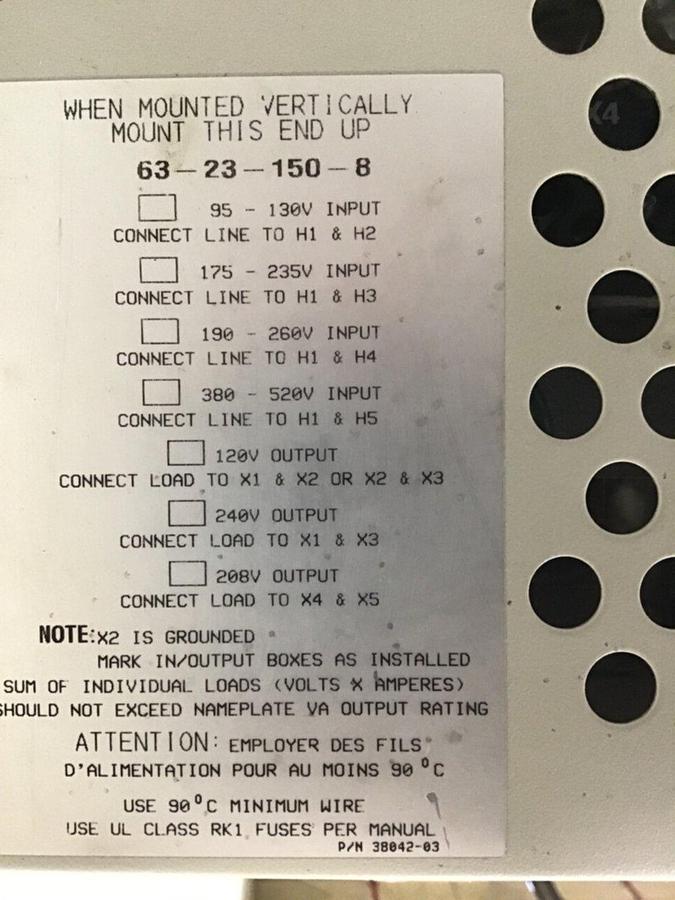 WHEN MOUNTED VERTICALLY
MOUNT THIS END UP
63-23-150-8
95 - 130V INPUT
CONNECT LINE TO H1 & H2
175 - 235V INPUT
CONNECT LINE TO H1 & H3
190 - 260V INPUT
CONNECT LINE TO H1 & H4
380 - 520V INPUT
CONNECT LINE TO H1 & H5
120V OUTPUT
CONNECT LOAD TO X1 & X2 OR X2 & X3
240V OUTPUT
CONNECT LOAD TO X1 & X3
208V OUTPUT
CONNECT LOAD TO X4 & X5
NOTE:X2 IS GROUNDED
MARK IN/OUTPUT BOXES AS INSTALLED
SUM OF INDIVIDUAL LOADS (VOLTS X AMPERES)
SHOULD NOT EXCEED NAMEPLATE VA OUTPUT RATING
ATTENTION: EMPLOYER DES FILS
D'ALIMENTATION POUR AU MOINS 90 °C
USE 90°C MINIMUM WIRE
USE UL CLASS RK1 FUSES PER MANUAL
P/N 38042-03
X4